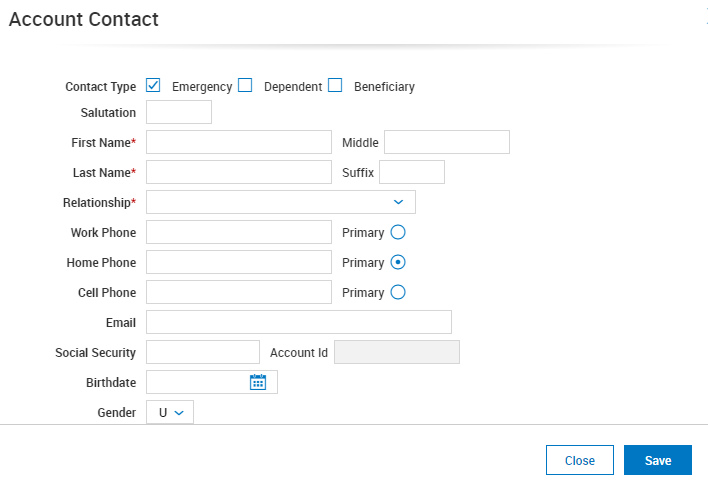 Account Contact
Contact Type Emergency Dependent Beneficiary
Salutation
First Name* Middle
Last Name* Suffix
Relationship*
Work Phone Primary
Home Phone Primary
Cell Phone Primary
Email
Social Security Account Id
Birthdate
Gender U
Close Save